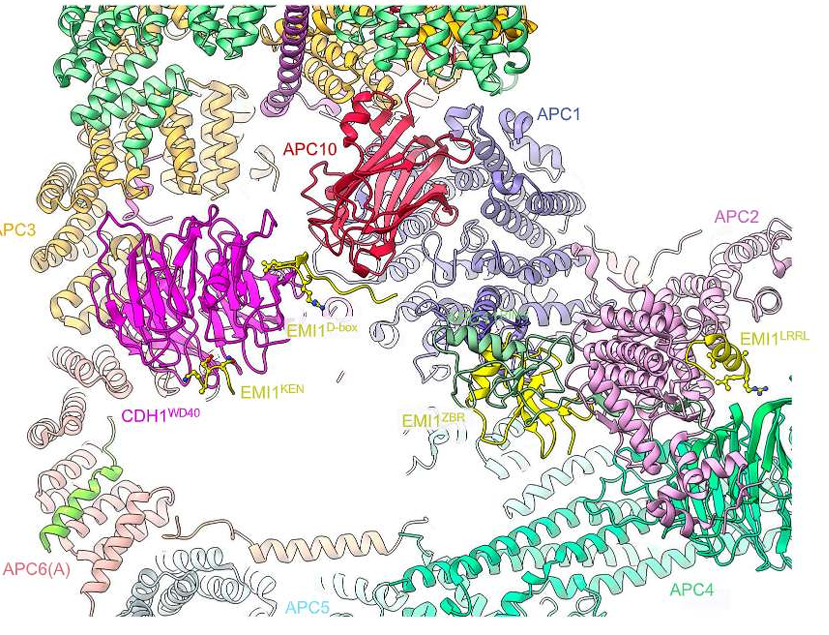 APC1
APC10
APC2
APC3
EMI1D-box
EMI1LRRL
EMI1KEN
CDH1WD40
EMI1ZBR
APC6(A)
APC4
APC5